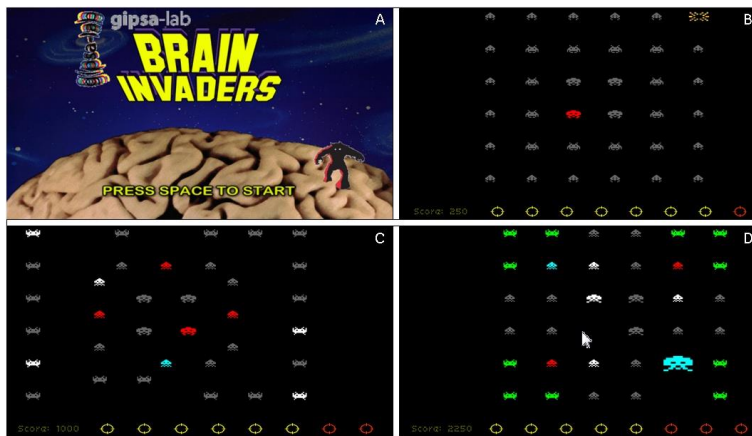 A
gipsa-lab
BRAIN
INVADERS
PRESS SPACE TO START
B
Score: 250
C
Score: 1000
D
Score: 2250